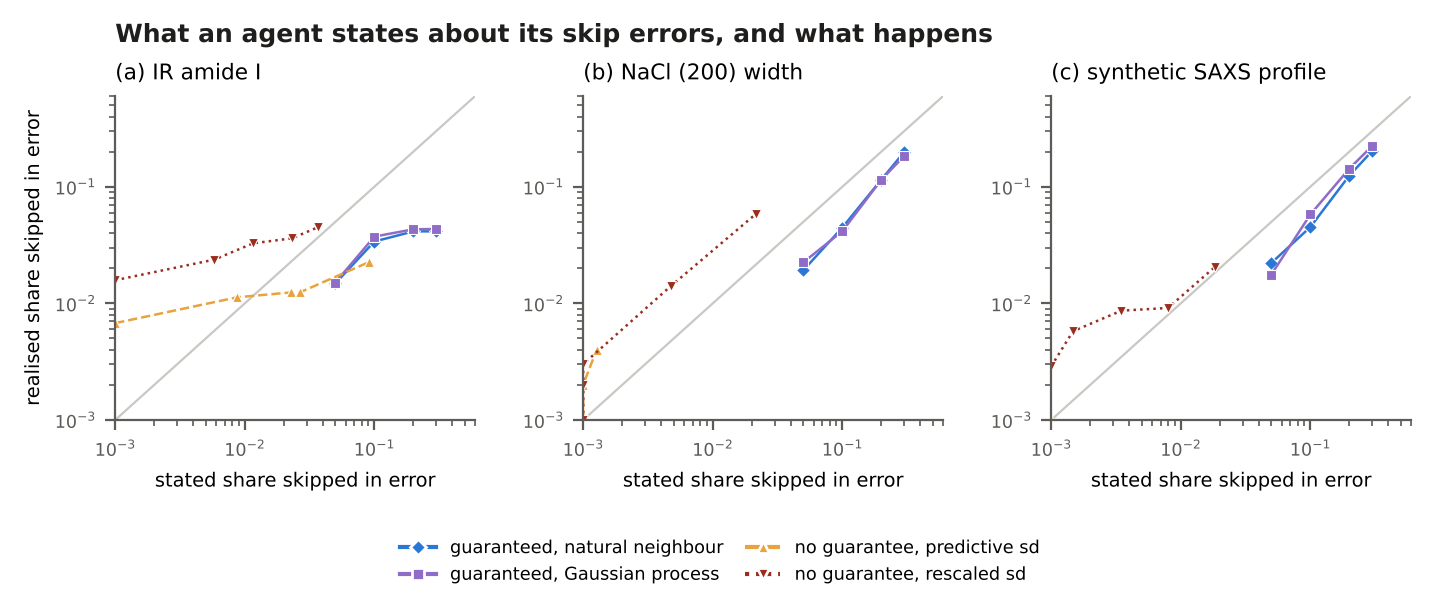 What an agent states about its skip errors, and what happens
(a) IR amide I
(b) NaCl (200) width
(c) synthetic SAXS profile
realised share skipped in error
10⁻¹
10⁻²
10⁻³
10⁻¹
10⁻²
10⁻³
10⁻¹
10⁻²
10⁻³
10⁻³ 10⁻² 10⁻¹
10⁻³ 10⁻² 10⁻¹
10⁻³ 10⁻² 10⁻¹
stated share skipped in error
stated share skipped in error
stated share skipped in error
guaranteed, natural neighbour
guaranteed, Gaussian process
no guarantee, predictive sd
no guarantee, rescaled sd